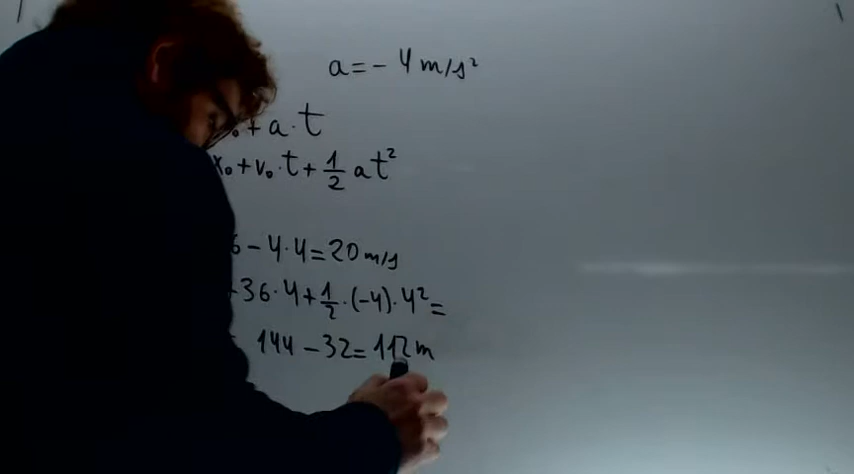 a = - 4 m/s²
₀ + a · t
x₀ + v₀ · t + 1/2 a t²
6 - 4 · 4 = 20 m/s
36 · 4 + 1/2 · (-4) · 4² =
144 - 32 = 112 m